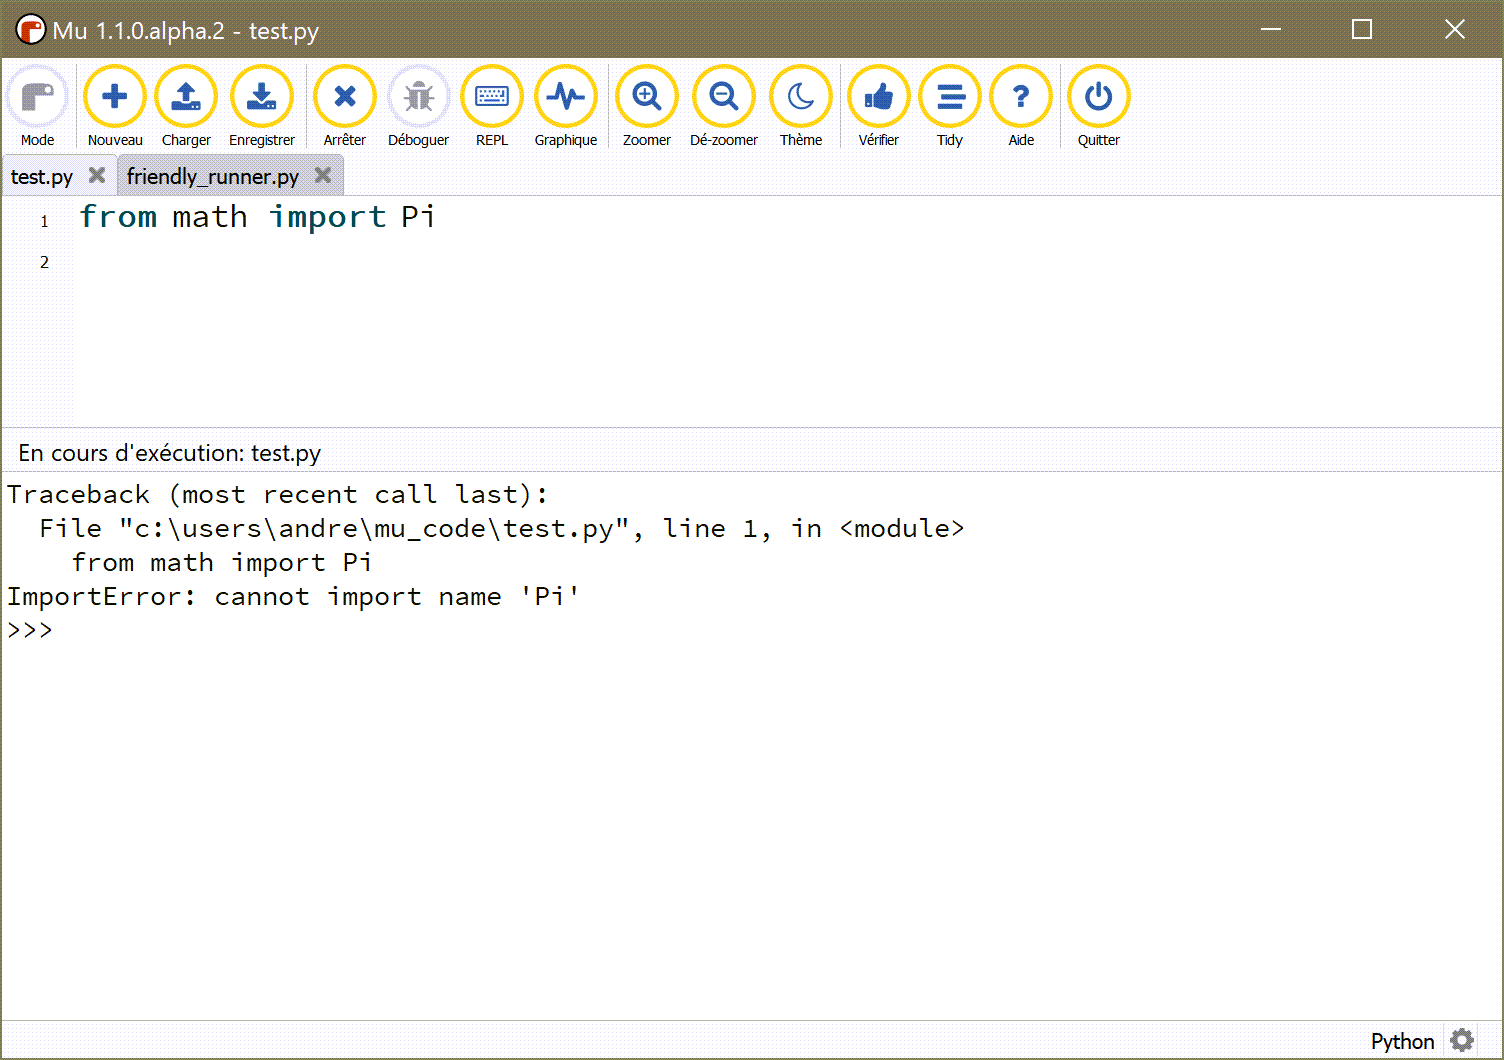 Mu 1.1.0.alpha.2 - test.py
Mode Nouveau Charger Enregistrer Arrêter Déboguer REPL Graphique Zoomer Dé-zoomer Thème Vérifier Tidy Aide Quitter
test.py friendly_runner.py
1 from math import Pi
2
En cours d'exécution: test.py
Traceback (most recent call last):
  File "c:\users\andre\mu_code\test.py", line 1, in <module>
    from math import Pi
ImportError: cannot import name 'Pi'
>>>
Python